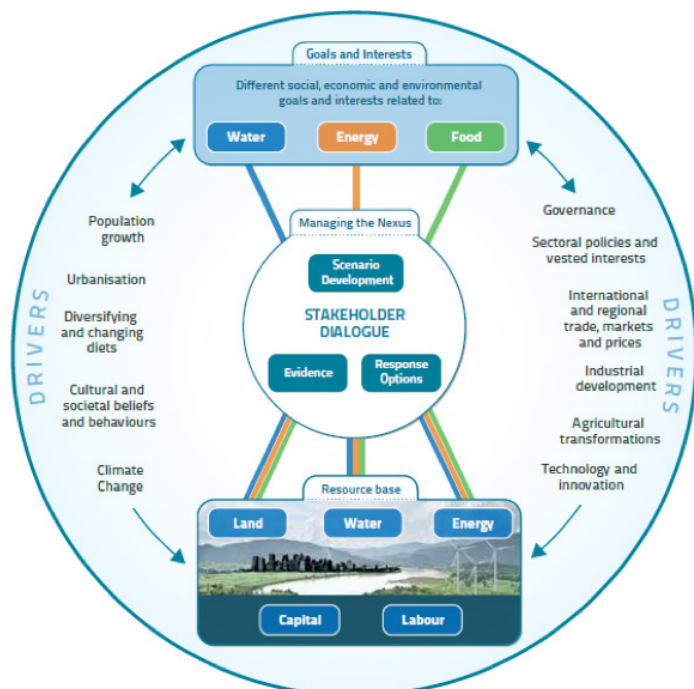 Goals and Interests
Different social, economic and environmental
goals and interests related to:
Water
Energy
Food
DRIVERS
Population
growth
Urbanisation
Diversifying
and changing
diets
Cultural and
societal beliefs
and behaviours
Climate
Change
Managing the Nexus
Scenario
Development
STAKEHOLDER
DIALOGUE
Evidence
Response
Options
Governance
Sectoral policies and
vested interests
International
and regional
trade, markets
and prices
Industrial
development
Agricultural
transformations
Technology and
innovation
DRIVERS
Resource base
Land
Water
Energy
Capital
Labour